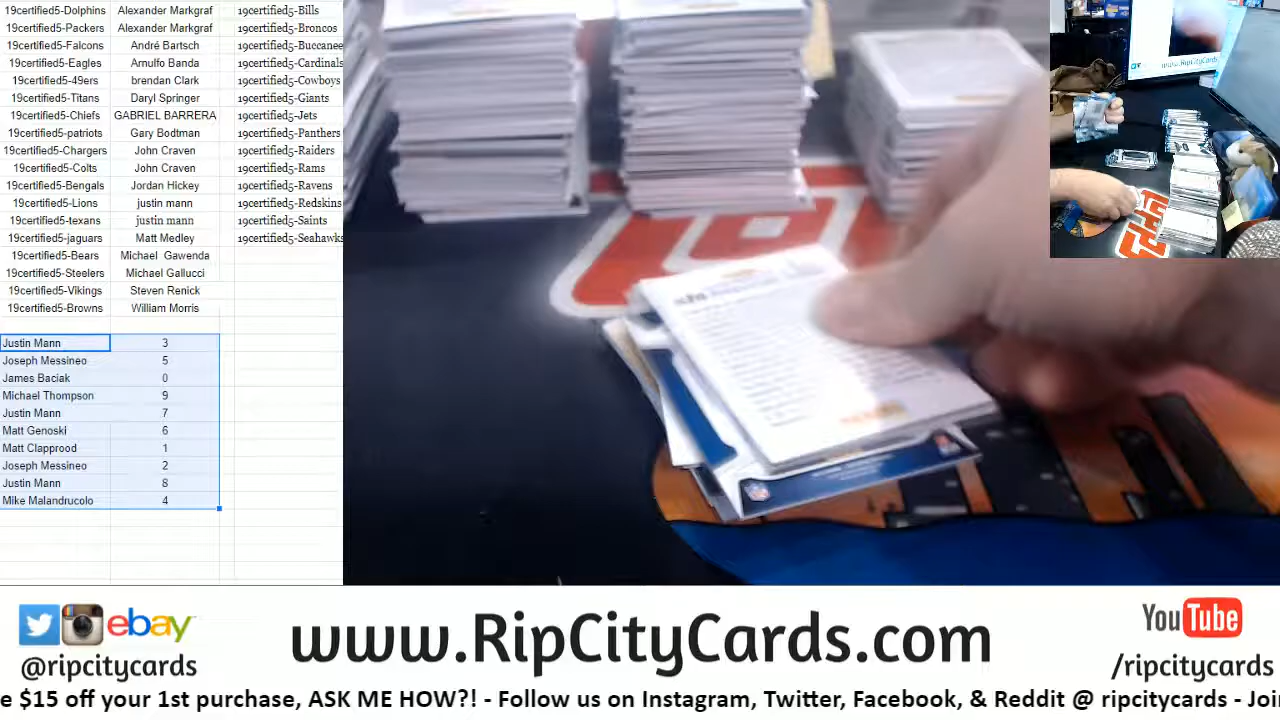 19certified5-Dolphins Alexander Markgraf 19certified5-Bills
19certified5-Packers Alexander Markgraf 19certified5-Broncos
19certified5-Falcons André Bartsch 19certified5-Buccanee
19certified5-Eagles Arnulfo Banda 19certified5-Cardinals
19certified5-49ers brendan Clark 19certified5-Cowboys
19certified5-Titans Daryl Springer 19certified5-Giants
19certified5-Chiefs GABRIEL BARRERA 19certified5-Jets
19certified5-patriots Gary Bodtman 19certified5-Panthers
19certified5-Chargers John Craven 19certified5-Raiders
19certified5-Colts John Craven 19certified5-Rams
19certified5-Bengals Jordan Hickey 19certified5-Ravens
19certified5-Lions justin mann 19certified5-Redskins
19certified5-texans justin mann 19certified5-Saints
19certified5-jaguars Matt Medley 19certified5-Seahawks
19certified5-Bears Michael Gawenda
19certified5-Steelers Michael Gallucci
19certified5-Vikings Steven Renick
19certified5-Browns William Morris
Justin Mann 3
Joseph Messineo 5
James Baciak 0
Michael Thompson 9
Justin Mann 7
Matt Genoski 6
Matt Clapprood 1
Joseph Messineo 2
Justin Mann 8
Mike Malandrucolo 4
www.RipCityCards
ebay
@ripcitycards
www.RipCityCards.com
YouTube
/ripcitycards
e $15 off your 1st purchase, ASK ME HOW?! - Follow us on Instagram, Twitter, Facebook, & Reddit @ ripcitycards - Joi